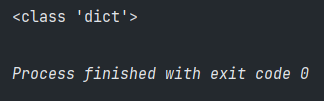 <class 'dict'>
Process finished with exit code 0